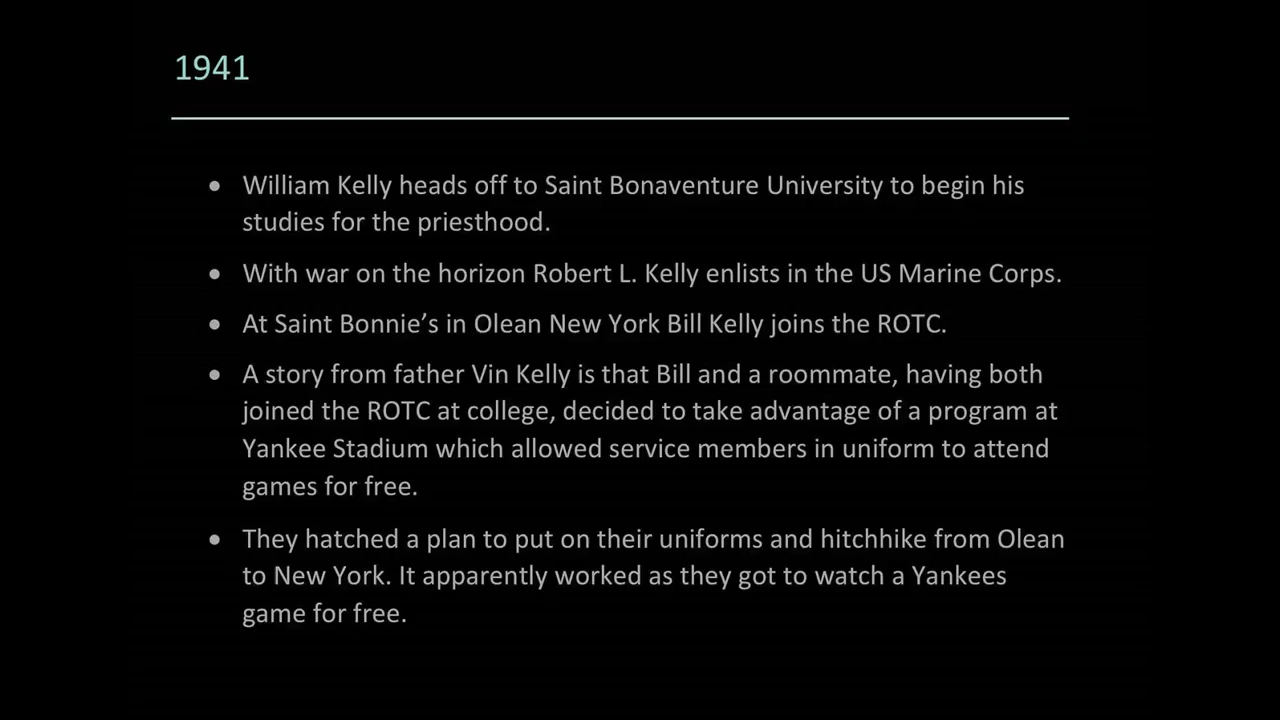 1941
• William Kelly heads off to Saint Bonaventure University to begin his
studies for the priesthood.
• With war on the horizon Robert L. Kelly enlists in the US Marine Corps.
• At Saint Bonnie’s in Olean New York Bill Kelly joins the ROTC.
• A story from father Vin Kelly is that Bill and a roommate, having both
joined the ROTC at college, decided to take advantage of a program at
Yankee Stadium which allowed service members in uniform to attend
games for free.
• They hatched a plan to put on their uniforms and hitchhike from Olean
to New York. It apparently worked as they got to watch a Yankees
game for free.